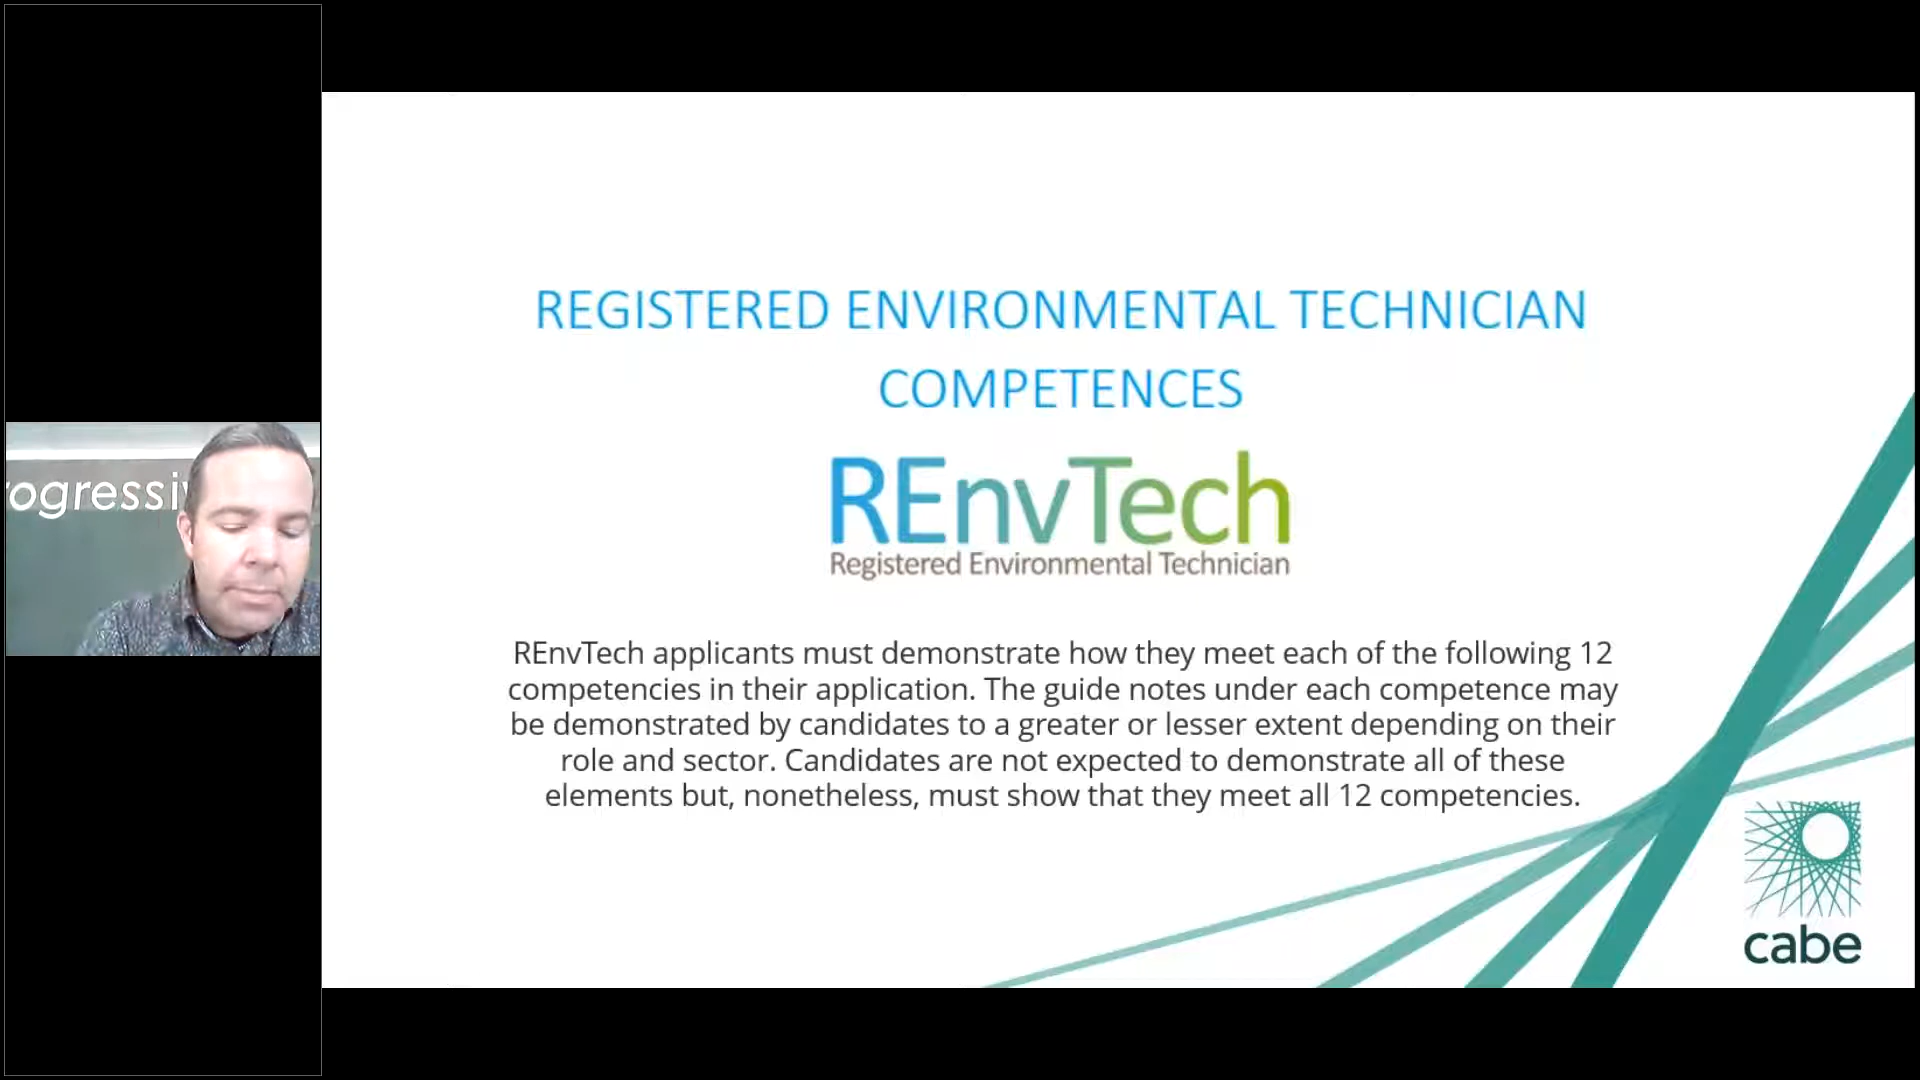 ogressiv
REGISTERED ENVIRONMENTAL TECHNICIAN
COMPETENCES
REnvTech
Registered Environmental Technician
REnvTech applicants must demonstrate how they meet each of the following 12
competencies in their application. The guide notes under each competence may
be demonstrated by candidates to a greater or lesser extent depending on their
role and sector. Candidates are not expected to demonstrate all of these
elements but, nonetheless, must show that they meet all 12 competencies.
cabe